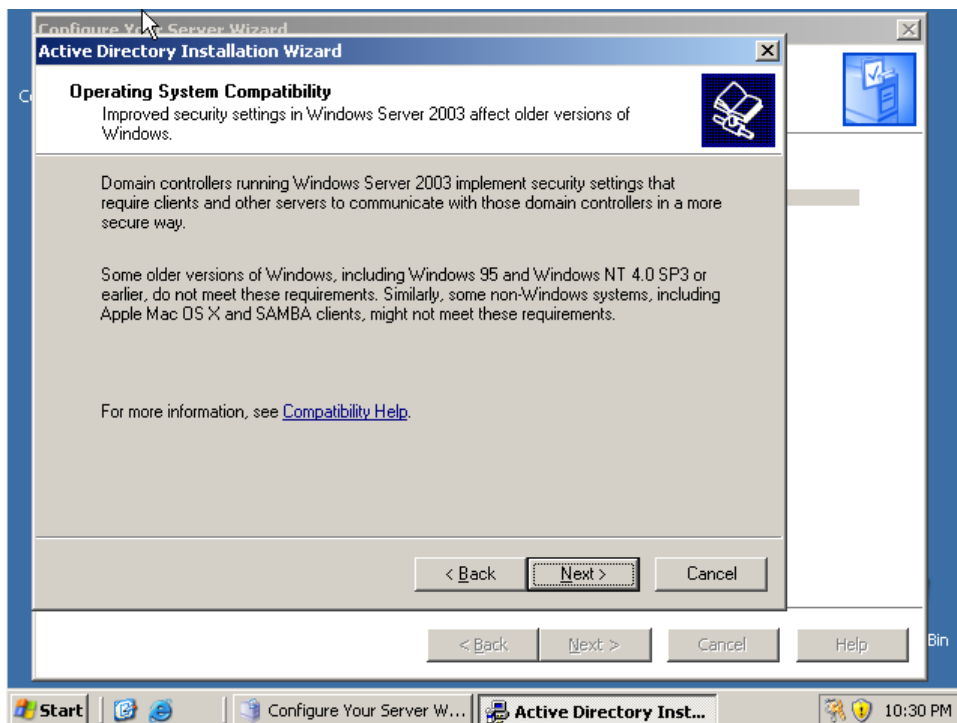 Configure Your Server Wizard
Active Directory Installation Wizard
Operating System Compatibility
Improved security settings in Windows Server 2003 affect older versions of
Windows.
Domain controllers running Windows Server 2003 implement security settings that
require clients and other servers to communicate with those domain controllers in a more
secure way.
Some older versions of Windows, including Windows 95 and Windows NT 4.0 SP3 or
earlier, do not meet these requirements. Similarly, some non-Windows systems, including
Apple Mac OS X and SAMBA clients, might not meet these requirements.
For more information, see Compatibility Help.
< Back Next > Cancel
< Back Next > Cancel Help
Bin
Start Configure Your Server W... Active Directory Inst... 10:30 PM